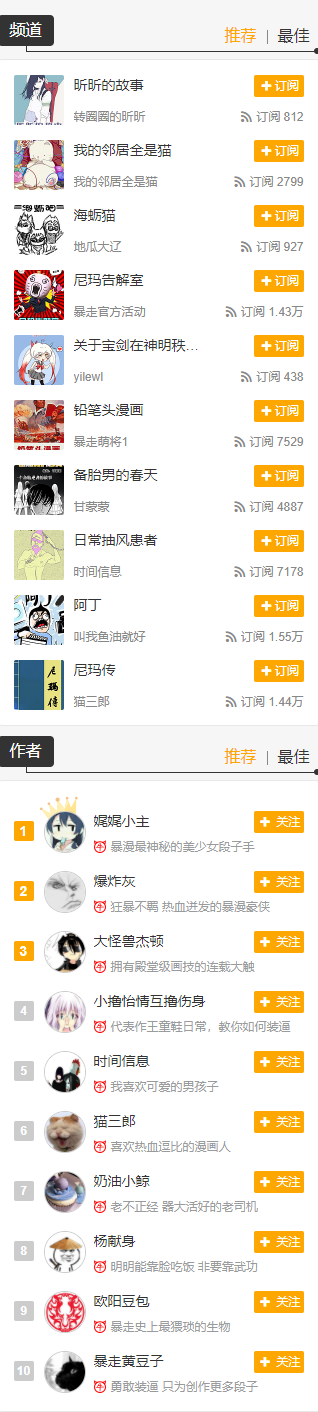 频道 推荐 | 最佳
昕昕的故事 + 订阅
转圈圈的昕昕 订阅 812
我的邻居全是猫 + 订阅
我的邻居全是猫 订阅 2799
海蛎猫 + 订阅
地瓜大辽 订阅 927
尼玛告解室 + 订阅
暴走官方活动 订阅 1.43万
关于宝剑在神明秩... + 订阅
yilewl 订阅 438
铅笔头漫画 + 订阅
暴走萌将1 订阅 7529
备胎男的春天 + 订阅
甘蒙蒙 订阅 4887
日常抽风患者 + 订阅
时间信息 订阅 7178
阿丁 + 订阅
叫我鱼油就好 订阅 1.55万
尼玛传 + 订阅
猫三郎 订阅 1.44万
作者 推荐 | 最佳
1 娓娓小主 + 关注
暴漫最神秘的美少女段子手
2 爆炸灰 + 关注
狂暴不羁 热血迸发的暴漫豪侠
3 大怪兽杰顿 + 关注
拥有殿堂级画技的连载大触
4 小撸怡情互撸伤身 + 关注
代表作王童鞋日常，教你如何装逼
5 时间信息 + 关注
我喜欢可爱的男孩子
6 猫三郎 + 关注
喜欢热血逗比的漫画人
7 奶油小鲸 + 关注
老不正经 器大活好的老司机
8 杨献身 + 关注
明明能靠脸吃饭 非要靠武功
9 欧阳豆包 + 关注
暴走史上最猥琐的生物
10 暴走黄豆子 + 关注
勇敢装逼 只为创作更多段子